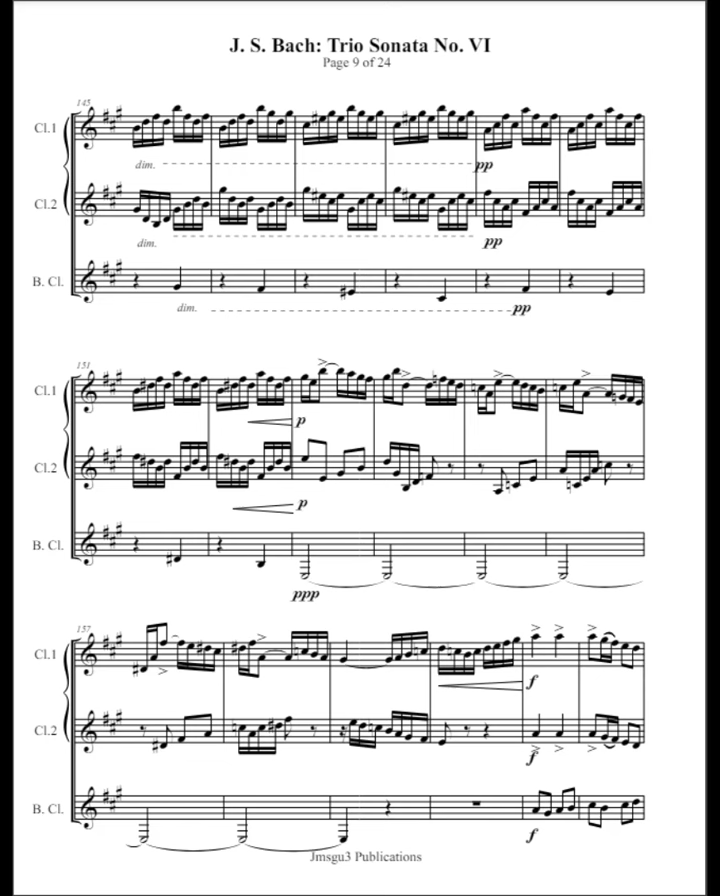 J. S. Bach: Trio Sonata No. VI
Page 9 of 24
145
Cl.1
dim.
pp
Cl.2
dim.
pp
B. Cl.
dim.
pp
151
Cl.1
p
Cl.2
p
B. Cl.
ppp
157
Cl.1
f
Cl.2
f
B. Cl.
f
Jmsgu3 Publications